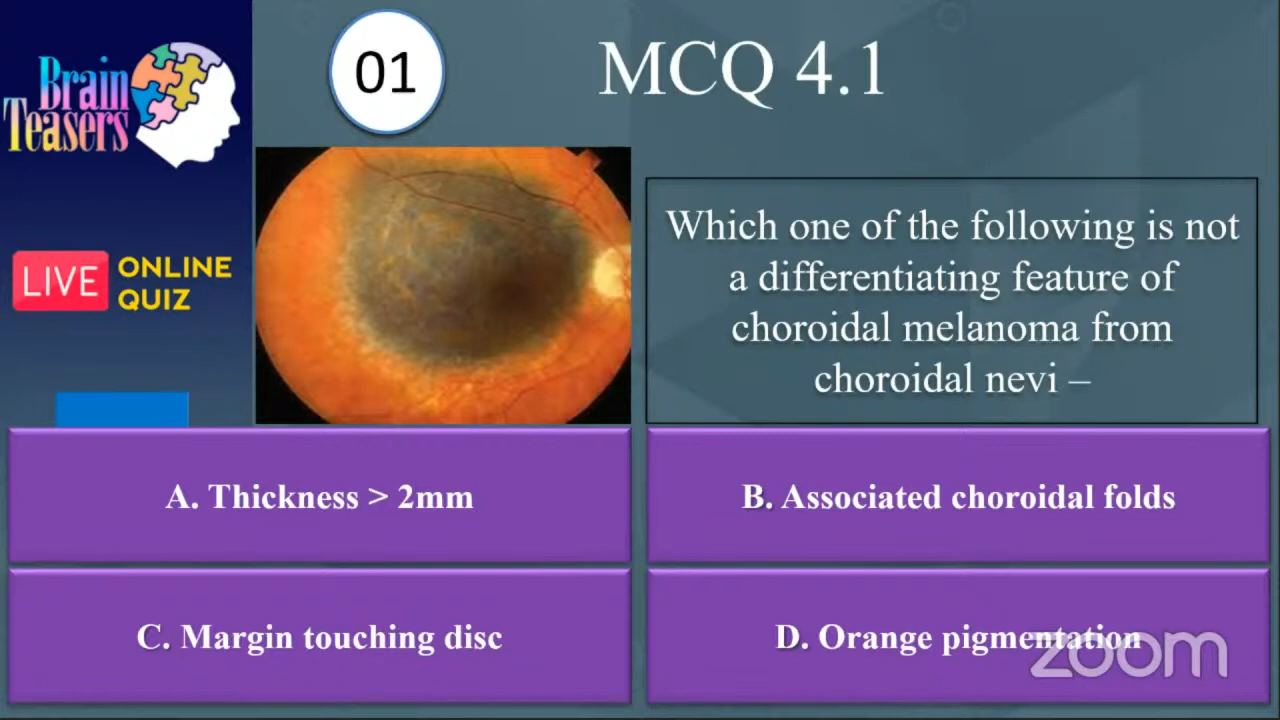 Brain
Teasers
LIVE
ONLINE
QUIZ
01
MCQ 4.1
Which one of the following is not
a differentiating feature of
choroidal melanoma from
choroidal nevi –
A. Thickness > 2mm
B. Associated choroidal folds
C. Margin touching disc
D. Orange pigmentation
zoom